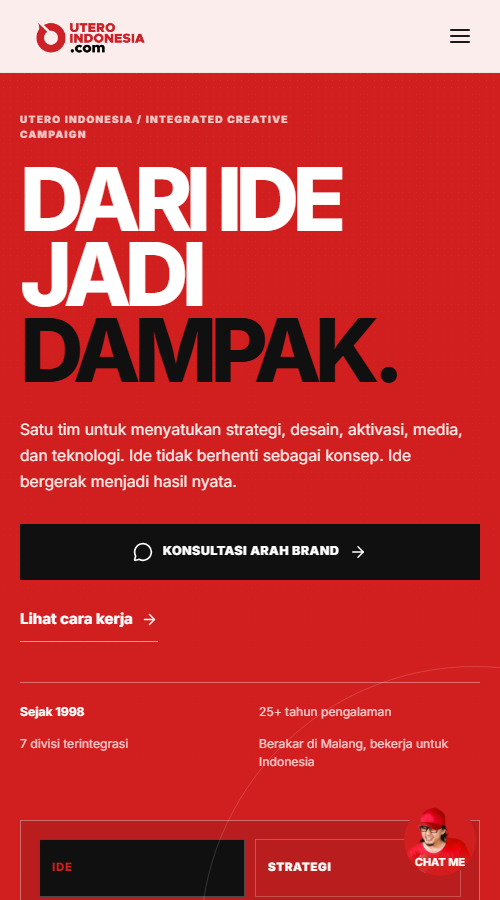 UTERO
INDONESIA
.com
UTERO INDONESIA / INTEGRATED CREATIVE
CAMPAIGN
DARI IDE
JADI
DAMPAK.
Satu tim untuk menyatukan strategi, desain, aktivasi, media,
dan teknologi. Ide tidak berhenti sebagai konsep. Ide
bergerak menjadi hasil nyata.
KONSULTASI ARAH BRAND
Lihat cara kerja
Sejak 1998
25+ tahun pengalaman
7 divisi terintegrasi
Berakar di Malang, bekerja untuk
Indonesia
IDE
STRATEGI
CHAT ME